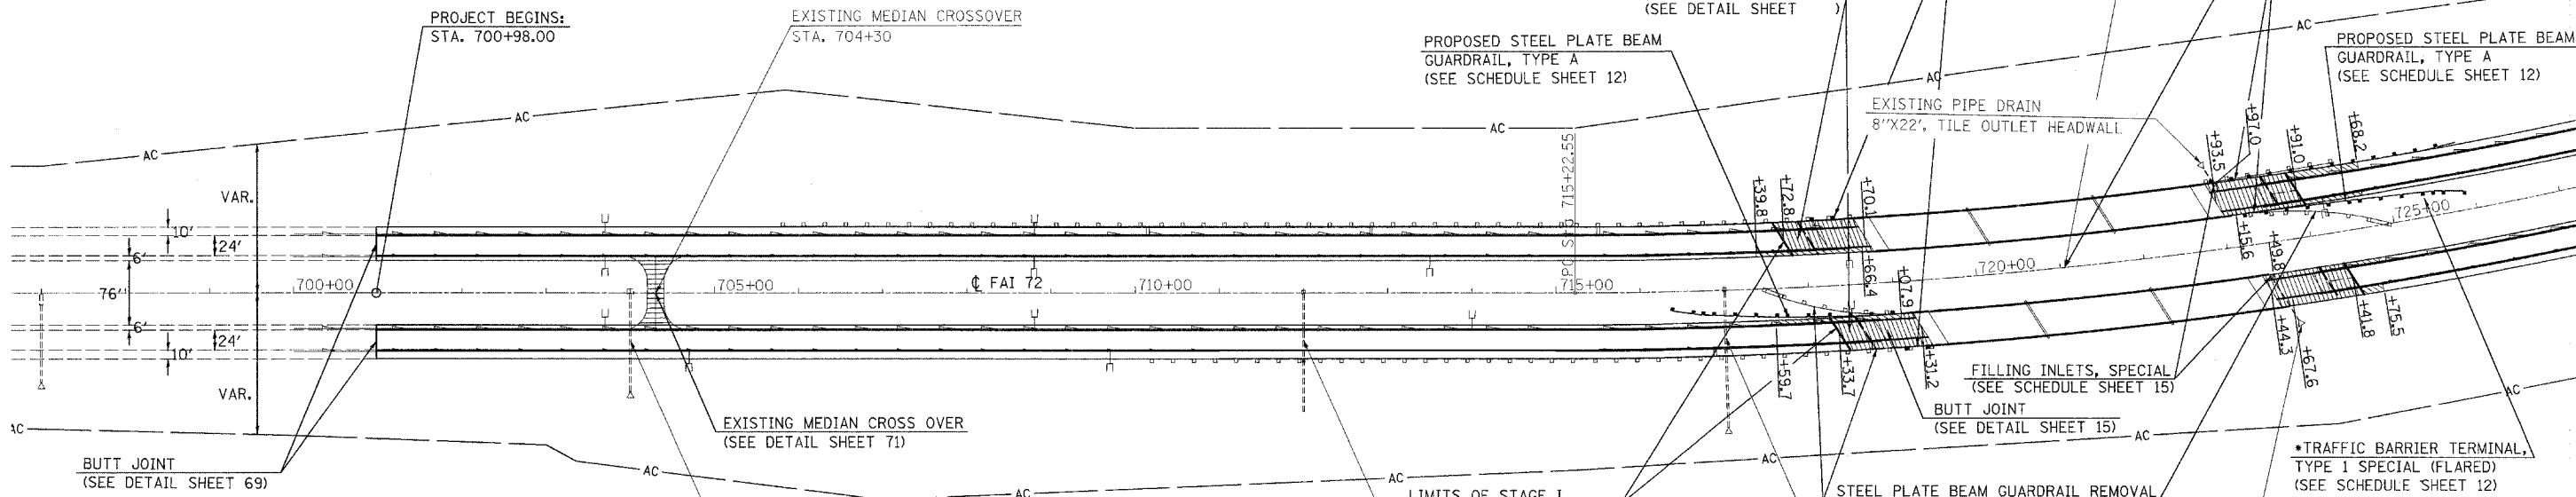 PROJECT BEGINS:
STA. 700+98.00
EXISTING MEDIAN CROSSOVER
STA. 704+30
(SEE DETAIL SHEET )
PROPOSED STEEL PLATE BEAM
GUARDRAIL, TYPE A
(SEE SCHEDULE SHEET 12)
PROPOSED STEEL PLATE BEAM
GUARDRAIL, TYPE A
(SEE SCHEDULE SHEET 12)
EXISTING PIPE DRAIN
8"X22', TILE OUTLET HEADWALL
AC
AC
AC
AC
AC
VAR.
10'
24'
6'
76'
6'
24'
10'
VAR.
700+00
705+00
℄ FAI 72
710+00
715+00
715+22.55
720+00
725+00
+39.8
+72.8
+70.1
+66.4
+07.9
+59.7
+33.7
+31.2
+93.5
+97.0
+91.0
+68.2
+15.6
+49.8
+44.3
+67.6
+41.8
+75.5
EXISTING MEDIAN CROSS OVER
(SEE DETAIL SHEET 71)
BUTT JOINT
(SEE DETAIL SHEET 69)
FILLING INLETS, SPECIAL
(SEE SCHEDULE SHEET 15)
BUTT JOINT
(SEE DETAIL SHEET 15)
AC
AC
AC
AC
AC
AC
AC
LIMITS OF STAGE I
STEEL PLATE BEAM GUARDRAIL REMOVAL
*TRAFFIC BARRIER TERMINAL,
TYPE 1 SPECIAL (FLARED)
(SEE SCHEDULE SHEET 12)